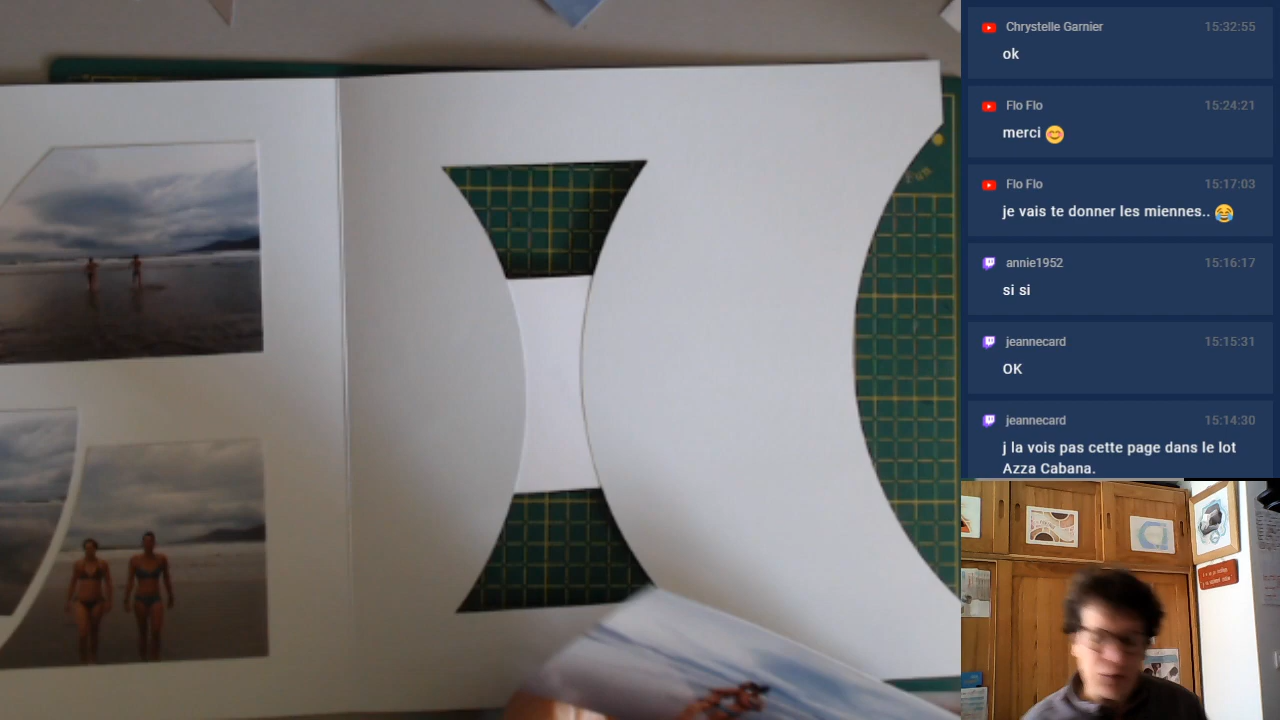 Chrystelle Garnier 15:32:55
ok
Flo Flo 15:24:21
merci 😊
Flo Flo 15:17:03
je vais te donner les miennes.. 😂
annie1952 15:16:17
si si
jeannecard 15:15:31
OK
jeannecard 15:14:30
j la vois pas cette page dans le lot
Azza Cabana.
Fun